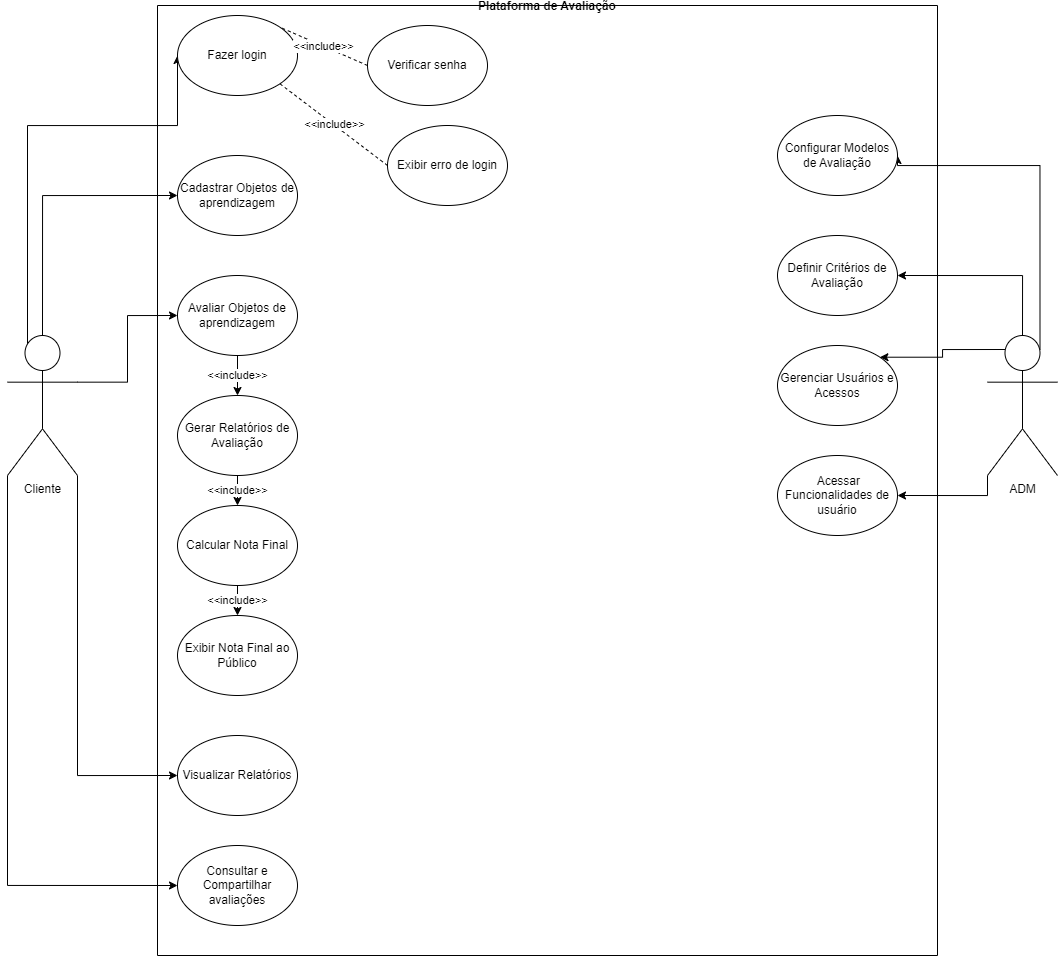 Plataforma de Avaliação
Fazer login
<<include>>
Verificar senha
<<include>>
Exibir erro de login
Cadastrar Objetos de
aprendizagem
Avaliar Objetos de
aprendizagem
<<include>>
Gerar Relatórios de
Avaliação
<<include>>
Calcular Nota Final
<<include>>
Exibir Nota Final ao
Público
Visualizar Relatórios
Consultar e
Compartilhar
avaliações
Cliente
Configurar Modelos
de Avaliação
Definir Critérios de
Avaliação
Gerenciar Usuários e
Acessos
Acessar
Funcionalidades de
usuário
ADM